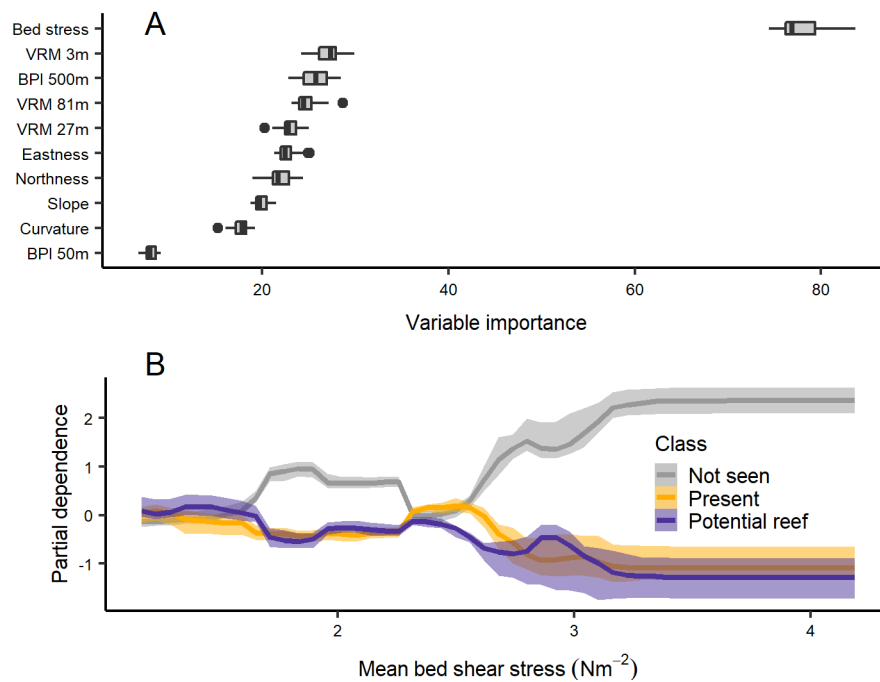 A
Bed stress
VRM 3m
BPI 500m
VRM 81m
VRM 27m
Eastness
Northness
Slope
Curvature
BPI 50m
20 40 60 80
Variable importance
B
Partial dependence
2
1
0
-1
Class
Not seen
Present
Potential reef
2 3 4
Mean bed shear stress (Nm⁻²)